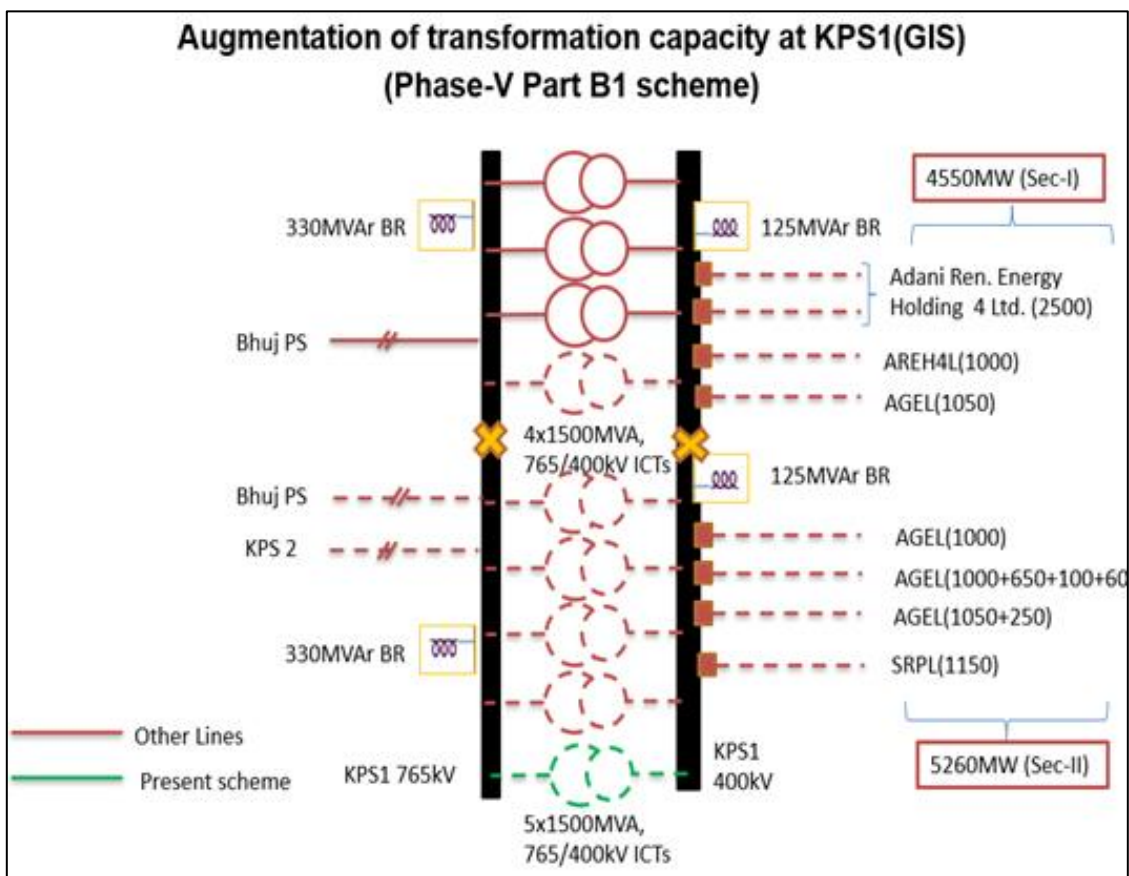 Augmentation of transformation capacity at KPS1(GIS)
(Phase-V Part B1 scheme)
4550MW (Sec-I)
330MVAr BR
125MVAr BR
Adani Ren. Energy
Holding 4 Ltd. (2500)
Bhuj PS
AREH4L(1000)
AGEL(1050)
4x1500MVA,
765/400kV ICTs
125MVAr BR
Bhuj PS
AGEL(1000)
KPS 2
AGEL(1000+650+100+60
AGEL(1050+250)
330MVAr BR
SRPL(1150)
Other Lines
KPS1 765kV
KPS1
400kV
5260MW (Sec-II)
Present scheme
5x1500MVA,
765/400kV ICTs